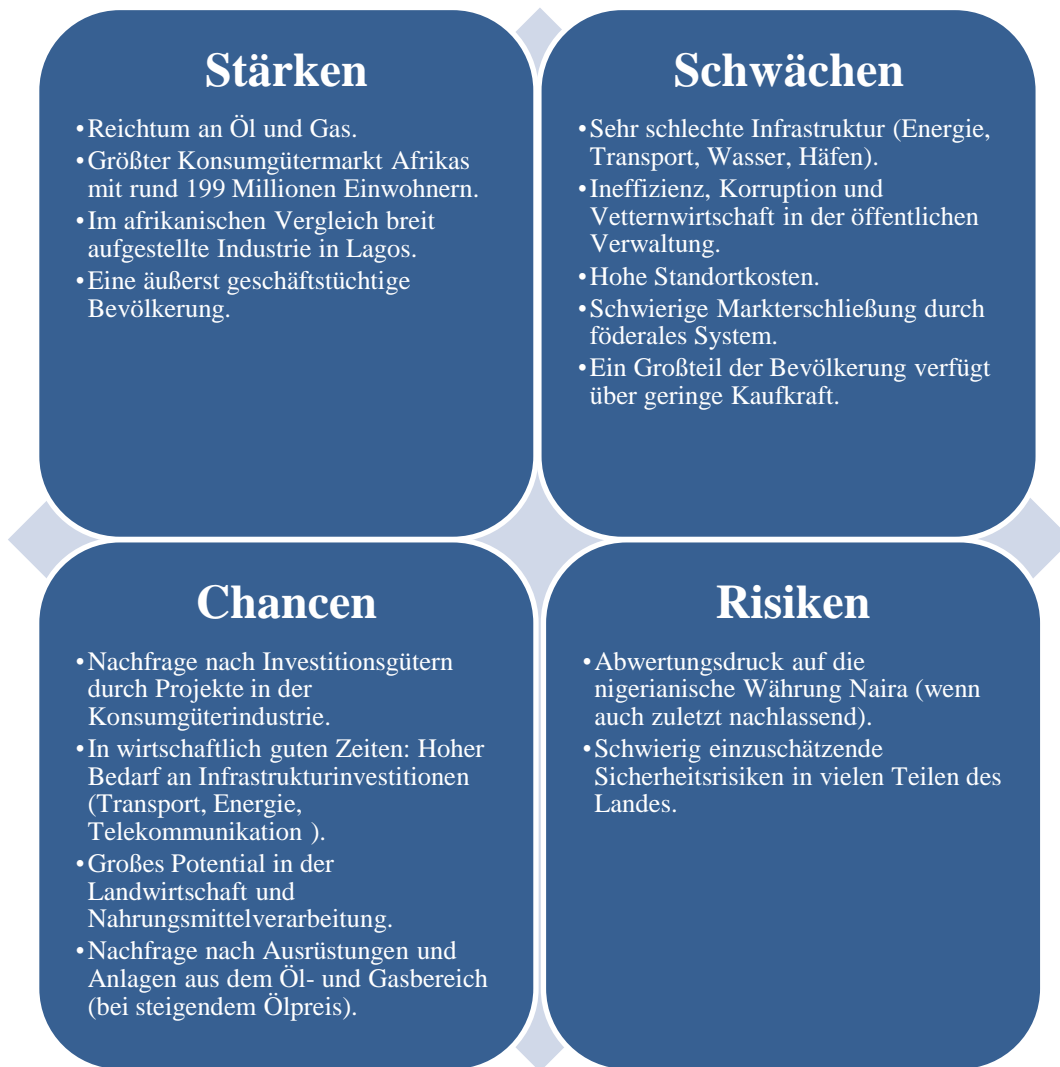 Stärken
•Reichtum an Öl und Gas.
•Größter Konsumgütermarkt Afrikas
mit rund 199 Millionen Einwohnern.
•Im afrikanischen Vergleich breit
aufgestellte Industrie in Lagos.
•Eine äußerst geschäftstüchtige
Bevölkerung.
Schwächen
•Sehr schlechte Infrastruktur (Energie,
Transport, Wasser, Häfen).
•Ineffizienz, Korruption und
Vetternwirtschaft in der öffentlichen
Verwaltung.
•Hohe Standortkosten.
•Schwierige Markterschließung durch
föderales System.
•Ein Großteil der Bevölkerung verfügt
über geringe Kaufkraft.
Chancen
•Nachfrage nach Investitionsgütern
durch Projekte in der
Konsumgüterindustrie.
•In wirtschaftlich guten Zeiten: Hoher
Bedarf an Infrastrukturinvestitionen
(Transport, Energie,
Telekommunikation ).
•Großes Potential in der
Landwirtschaft und
Nahrungsmittelverarbeitung.
•Nachfrage nach Ausrüstungen und
Anlagen aus dem Öl- und Gasbereich
(bei steigendem Ölpreis).
Risiken
•Abwertungsdruck auf die
nigerianische Währung Naira (wenn
auch zuletzt nachlassend).
•Schwierig einzuschätzende
Sicherheitsrisiken in vielen Teilen des
Landes.